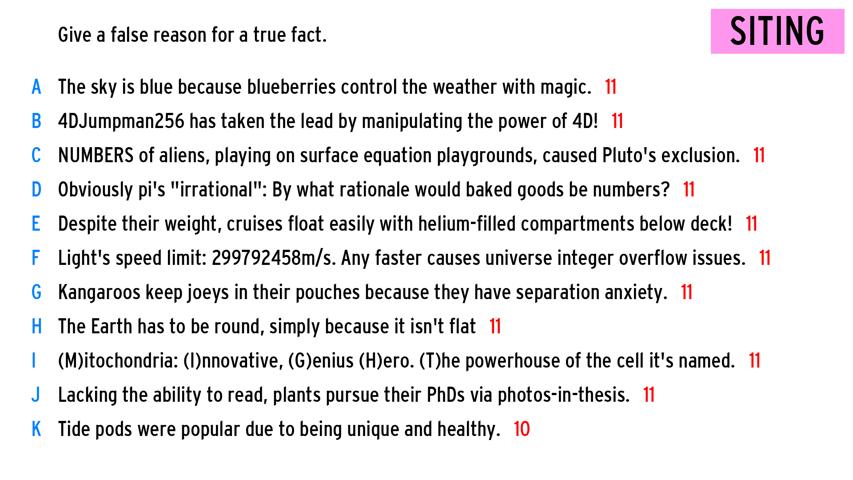 Give a false reason for a true fact.
SITING
A The sky is blue because blueberries control the weather with magic. 11
B 4DJumpman256 has taken the lead by manipulating the power of 4D! 11
C NUMBERS of aliens, playing on surface equation playgrounds, caused Pluto's exclusion. 11
D Obviously pi's "irrational": By what rationale would baked goods be numbers? 11
E Despite their weight, cruises float easily with helium-filled compartments below deck! 11
F Light's speed limit: 299792458m/s. Any faster causes universe integer overflow issues. 11
G Kangaroos keep joeys in their pouches because they have separation anxiety. 11
H The Earth has to be round, simply because it isn't flat 11
I (M)itochondria: (I)nnovative, (G)enius (H)ero. (T)he powerhouse of the cell it's named. 11
J Lacking the ability to read, plants pursue their PhDs via photos-in-thesis. 11
K Tide pods were popular due to being unique and healthy. 10